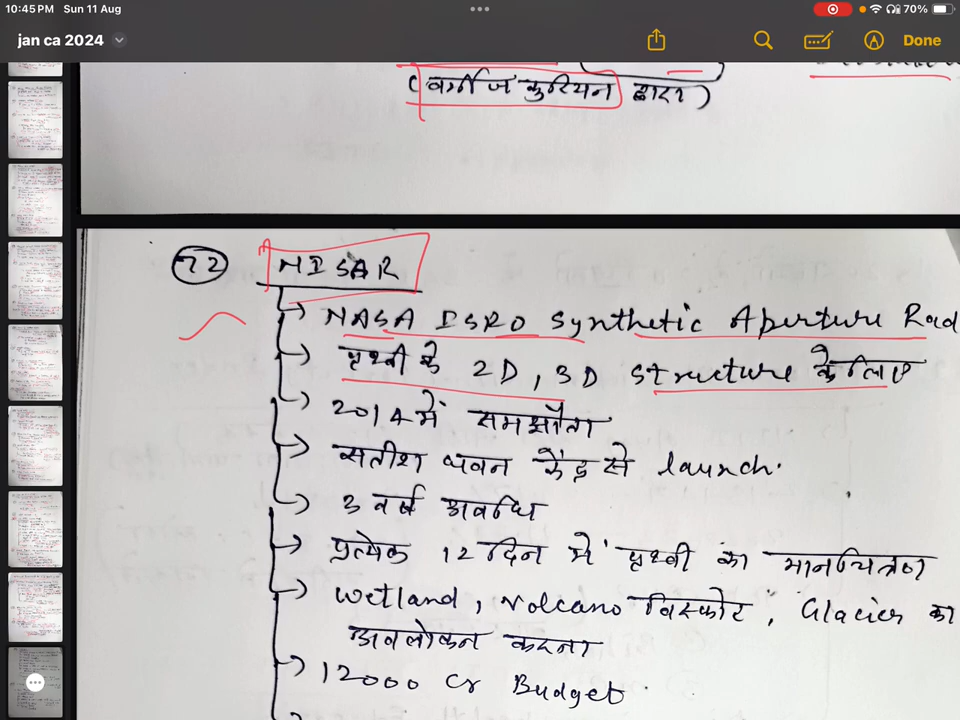 10:45 PM Sun 11 Aug
70%
jan ca 2024
Done
(वर्गीज कुरियन द्वारा)
72 NISAR
→ NASA ISRO Synthetic Aperture Rad
→ पृथ्वी के 2D, 3D structure के लिए
→ 2014 में समझौता
→ सतीश धवन केंद्र से launch.
→ 3 वर्ष अवधि
→ प्रत्येक 12 दिन में पृथ्वी का मानचित्रण
→ Wetland, Volcano विस्फोट, Glacier का
अवलोकन करना
→ 12000 Cr Budget.